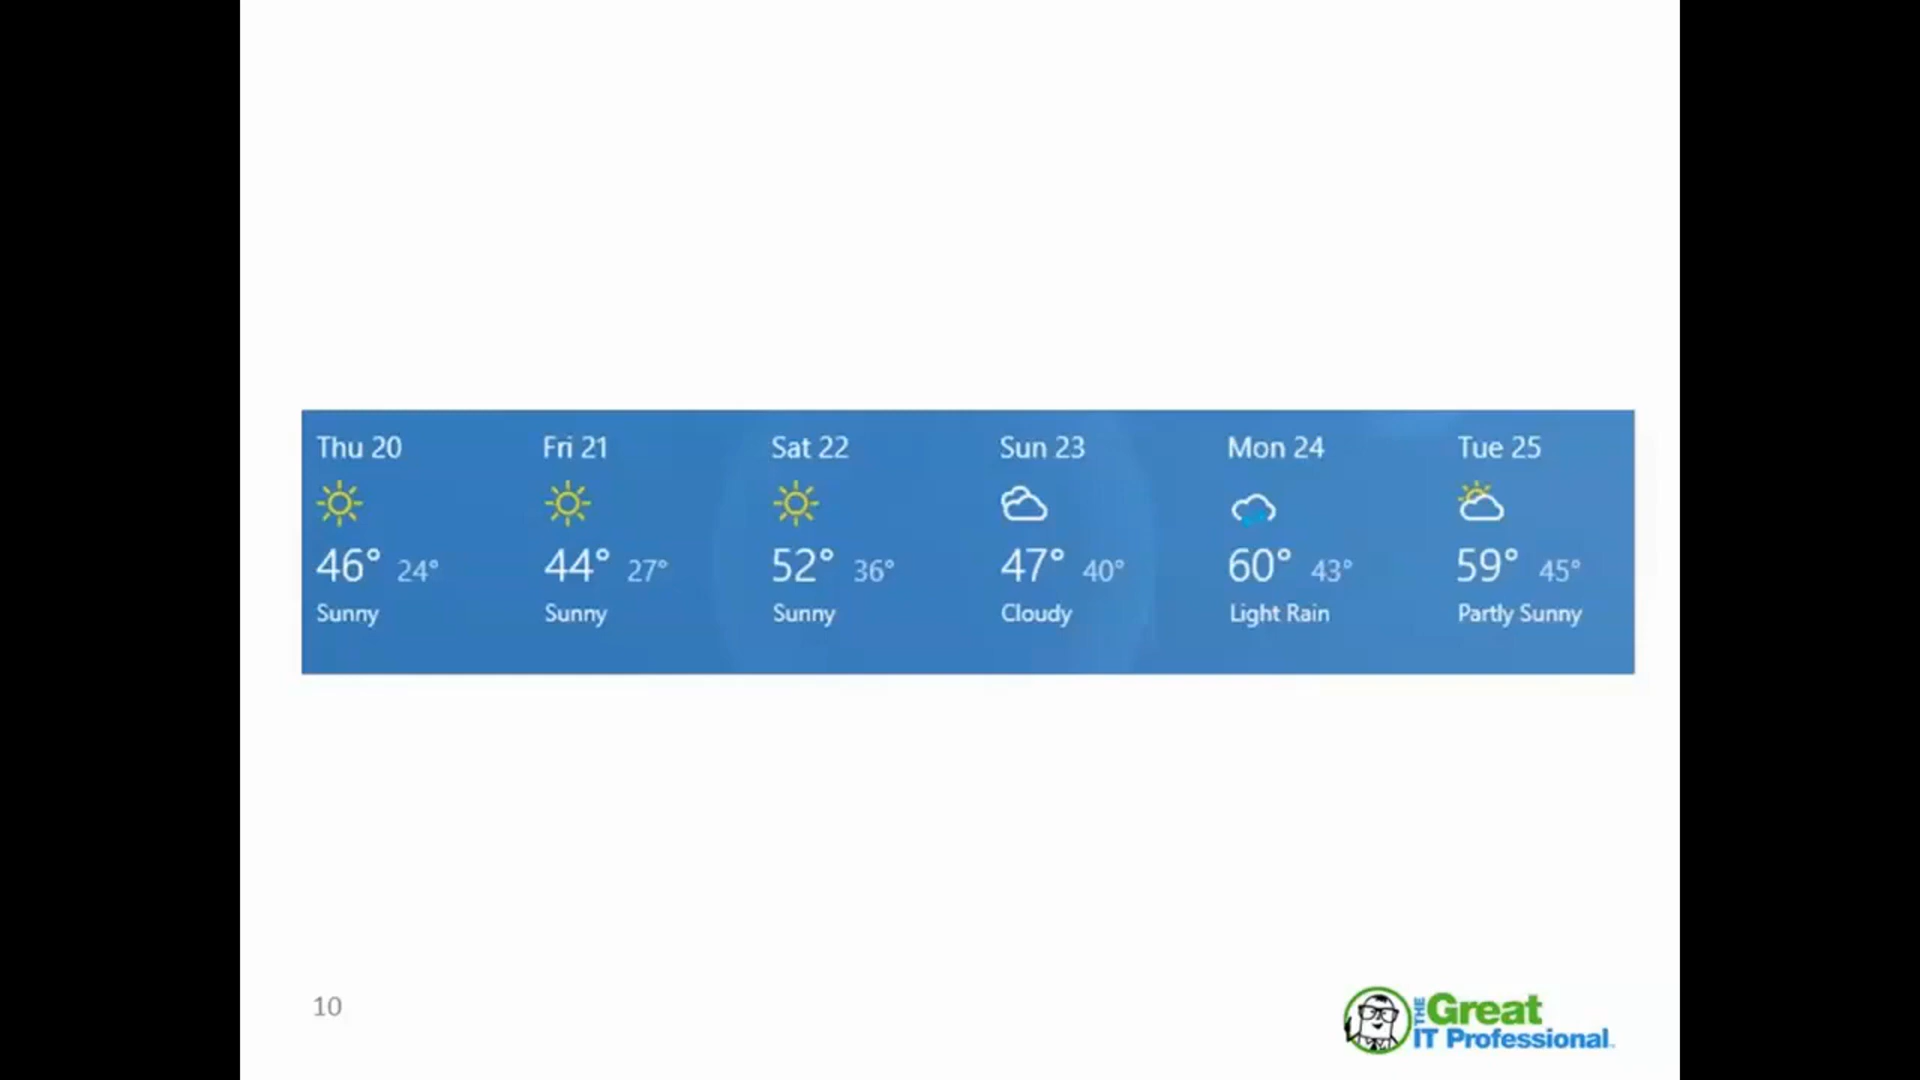 Thu 20 Fri 21 Sat 22 Sun 23 Mon 24 Tue 25
46° 24° 44° 27° 52° 36° 47° 40° 60° 43° 59° 45°
Sunny Sunny Sunny Cloudy Light Rain Partly Sunny
10
THE Great
IT Professional